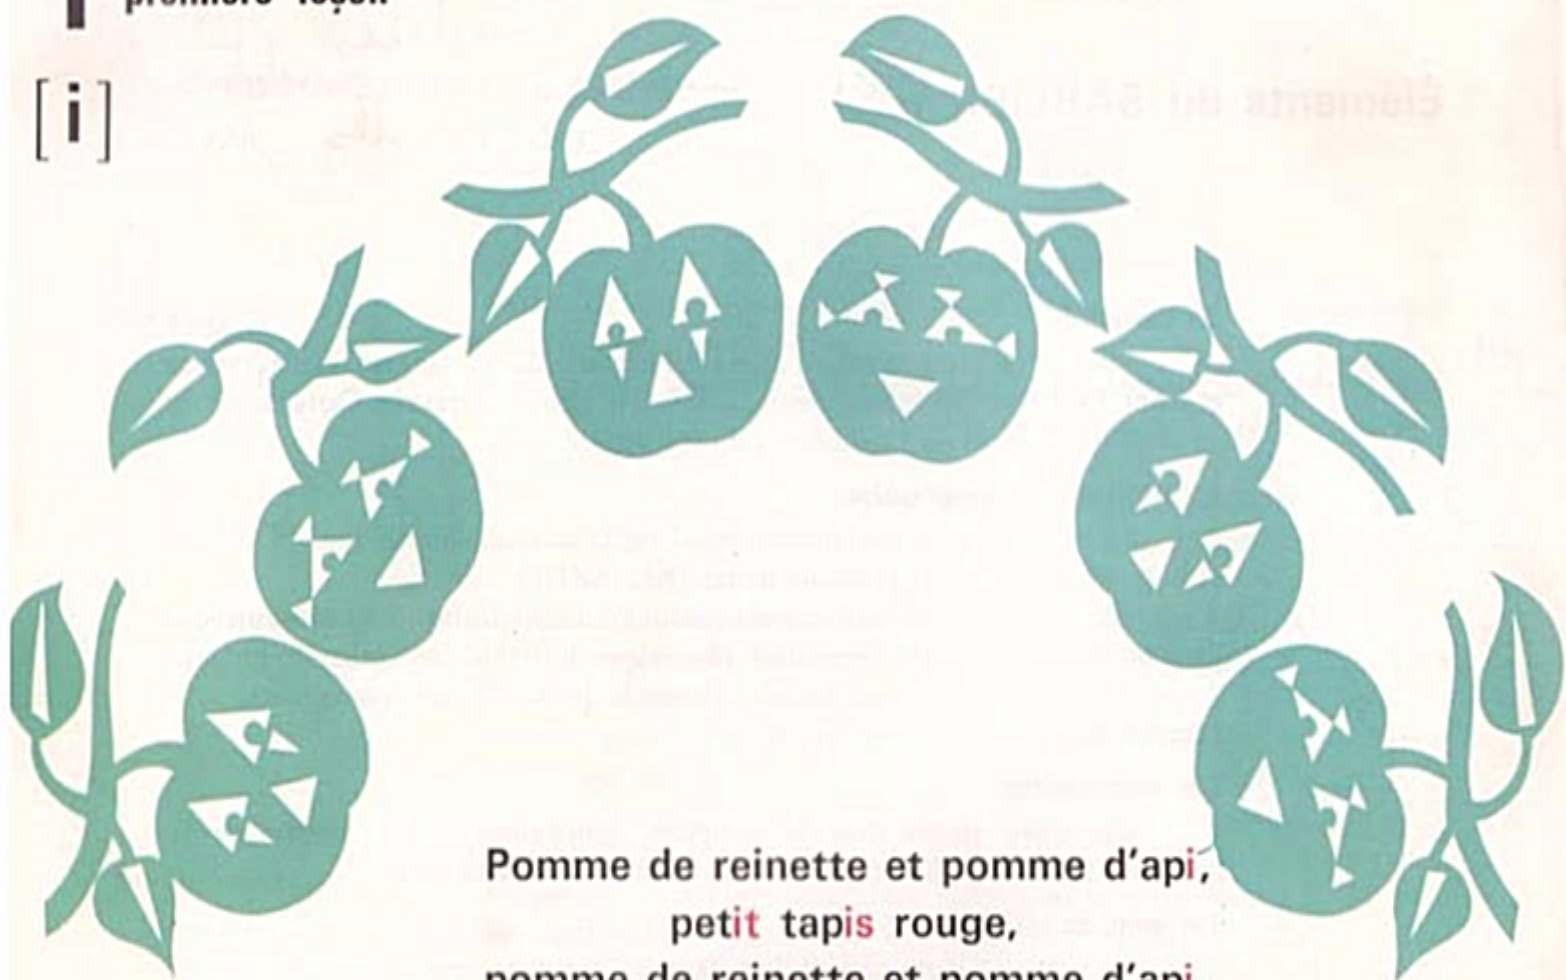 première leçon
[i]
Pomme de reinette et pomme d'api,
petit tapis rouge,
pomme de reinette et pomme d'api